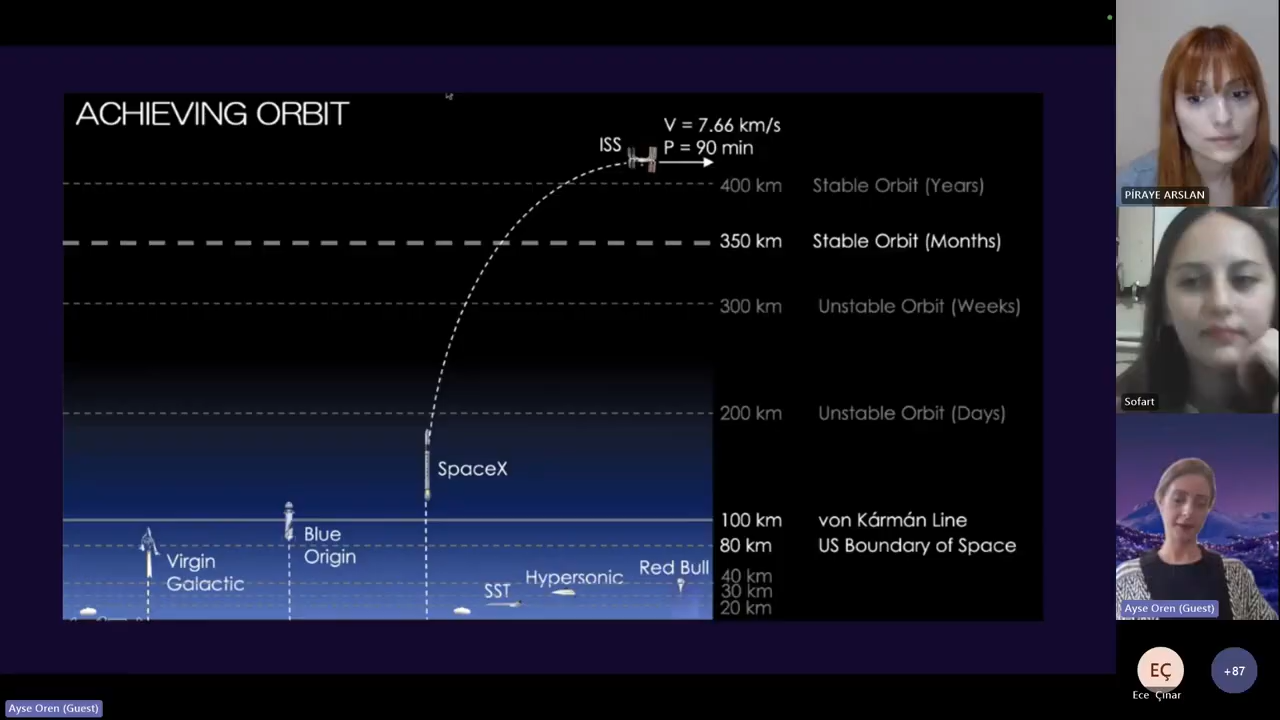 ACHIEVING ORBIT
V = 7.66 km/s
ISS
P = 90 min
400 km Stable Orbit (Years)
350 km Stable Orbit (Months)
300 km Unstable Orbit (Weeks)
200 km Unstable Orbit (Days)
SpaceX
100 km von Kármán Line
Blue
Origin
80 km US Boundary of Space
Virgin
Galactic
SST
Hypersonic
Red Bull
40 km
30 km
20 km
PİRAYE ARSLAN
Sofart
Ayse Oren (Guest)
EÇ
Ece Çınar
+87
Ayse Oren (Guest)